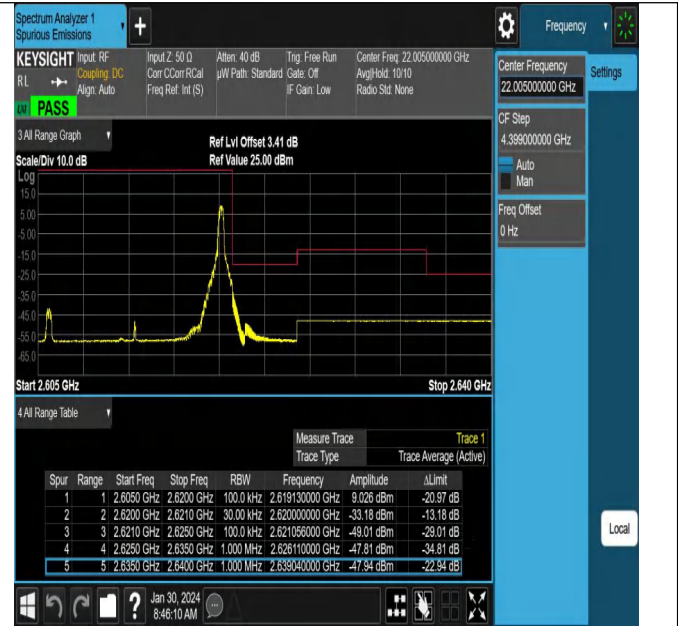 Spectrum Analyzer 1
Spurious Emissions
+
Frequency
KEYSIGHT Input: RF Input Z: 50 Ω Atten: 40 dB Trig: Free Run Center Freq: 22.005000000 GHz
RL Coupling: DC Corr CCorr RCal µW Path: Standard Gate: Off Avg|Hold: 10/10
Align: Auto Freq Ref: Int (S) IF Gain: Low Radio Std: None
PASS
Center Frequency
22.005000000 GHz
Settings
CF Step
4.399000000 GHz
Auto
Man
Freq Offset
0 Hz
3 All Range Graph
Ref Lvl Offset 3.41 dB
Scale/Div 10.0 dB Ref Value 25.00 dBm
Log
15.0
5.00
-5.00
-15.0
-25.0
-35.0
-45.0
-55.0
-65.0
Start 2.605 GHz Stop 2.640 GHz
4 All Range Table
Measure Trace Trace 1
Trace Type Trace Average (Active)
Spur Range Start Freq Stop Freq RBW Frequency Amplitude ΔLimit
1 1 2.6050 GHz 2.6200 GHz 100.0 kHz 2.619130000 GHz 9.026 dBm -20.97 dB
2 2 2.6200 GHz 2.6210 GHz 30.00 kHz 2.620000000 GHz -33.18 dBm -13.18 dB
3 3 2.6210 GHz 2.6250 GHz 100.0 kHz 2.621056000 GHz -49.01 dBm -29.01 dB
4 4 2.6250 GHz 2.6350 GHz 1.000 MHz 2.626110000 GHz -47.81 dBm -34.81 dB
5 5 2.6350 GHz 2.6400 GHz 1.000 MHz 2.639040000 GHz -47.94 dBm -22.94 dB
Local
? Jan 30, 2024
8:46:10 AM